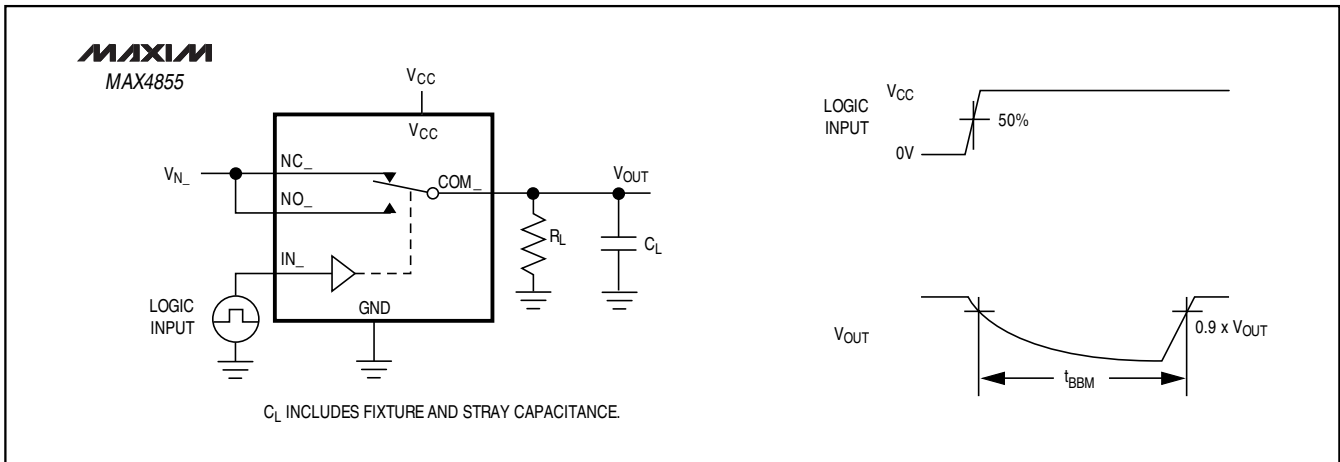 MAXIM
MAX4855
VCC
VCC
VN_
NC_
NO_
COM_
VOUT
RL
CL
IN_
LOGIC
INPUT
GND
CL INCLUDES FIXTURE AND STRAY CAPACITANCE.
LOGIC
INPUT
VCC
0V
50%
VOUT
0.9 x VOUT
tBBM